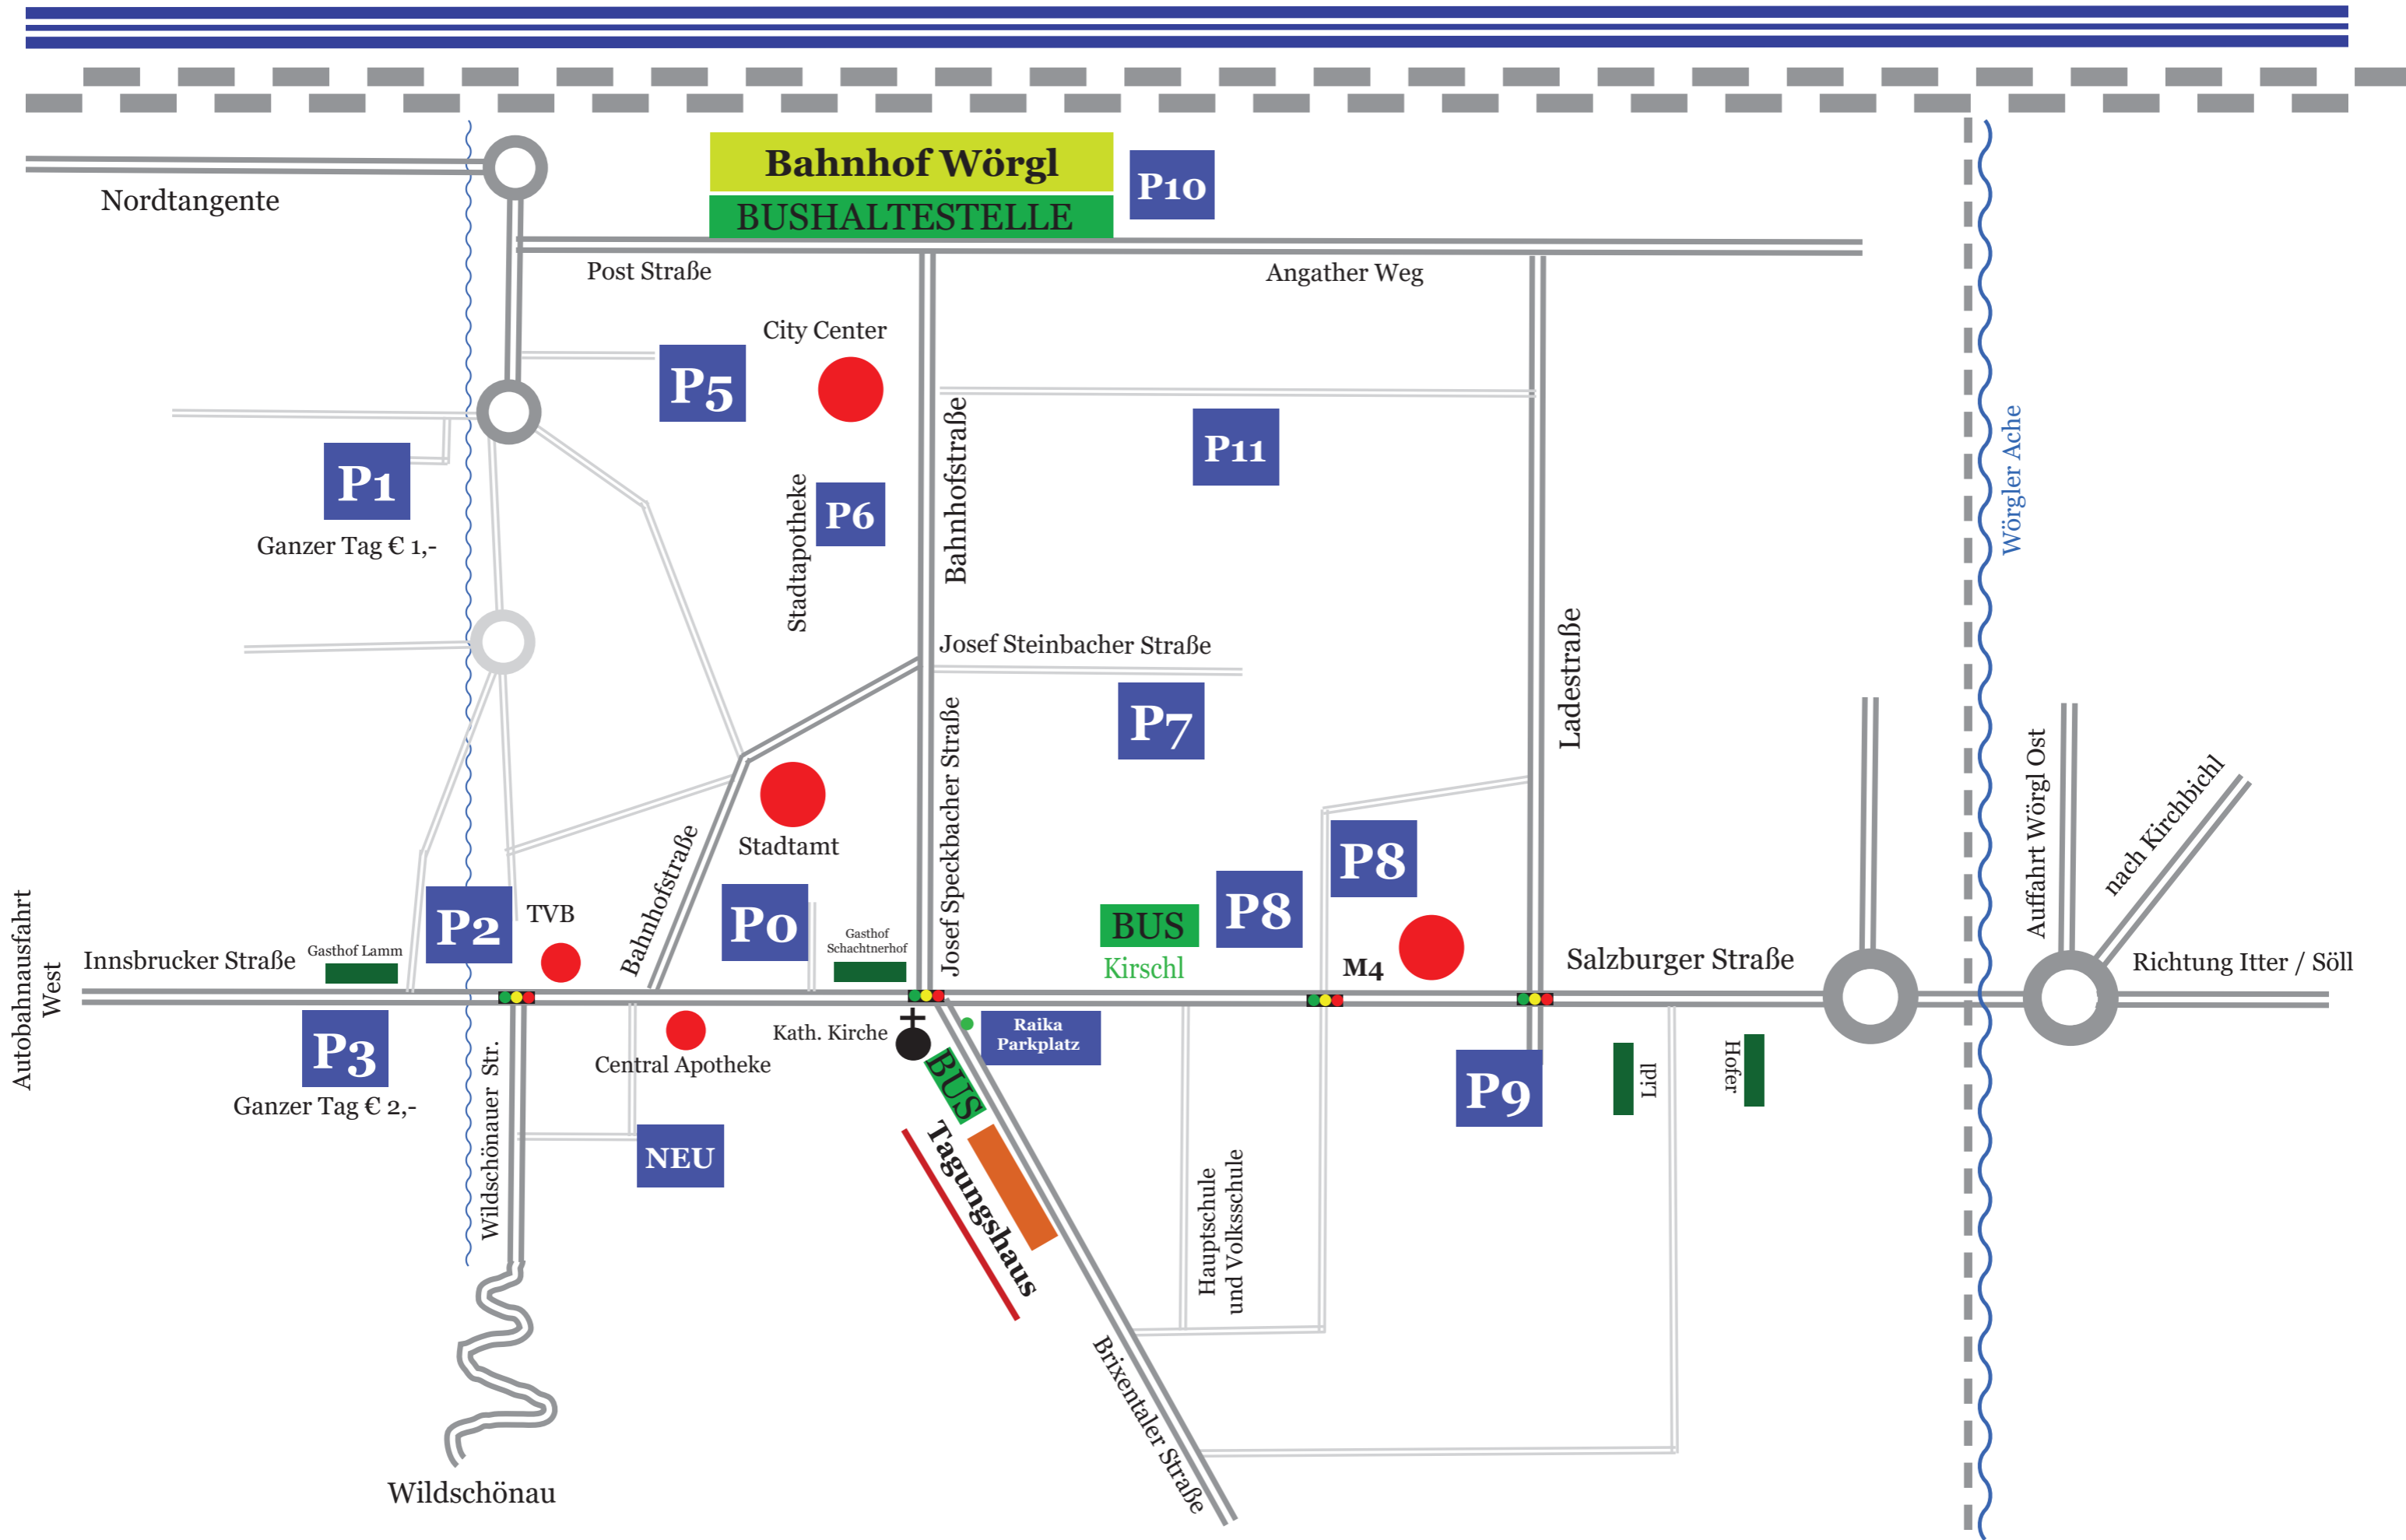 Bahnhof Wörgl
P10
Nordtangente
BUSHALTESTELLE
Post Straße
Angather Weg
City Center
P5
Bahnhofstraße
P11
Wörgler Ache
P1
Stadtapotheke
P6
Ganzer Tag € 1,-
Josef Steinbacher Straße
Ladestraße
P7
Josef Speckbacher Straße
Auffahrt Wörgl Ost
nach Kirchbichl
Stadtamt
Bahnhofstraße
P8
P8
P2
TVB
P0
BUS
Kirschl
Gasthof
Schachtnerhof
Gasthof Lamm
Innsbrucker Straße
Autobahnausfahrt
West
M4
Salzburger Straße
Richtung Itter / Söll
P3
Ganzer Tag € 2,-
Wildschönauer Str.
Central Apotheke
Kath. Kirche
Raika
Parkplatz
BUS
P9
Lidl
Hofer
NEU
Tagungshaus
Hauptschule
und Volksschule
Brixentaler Straße
Wildschönau